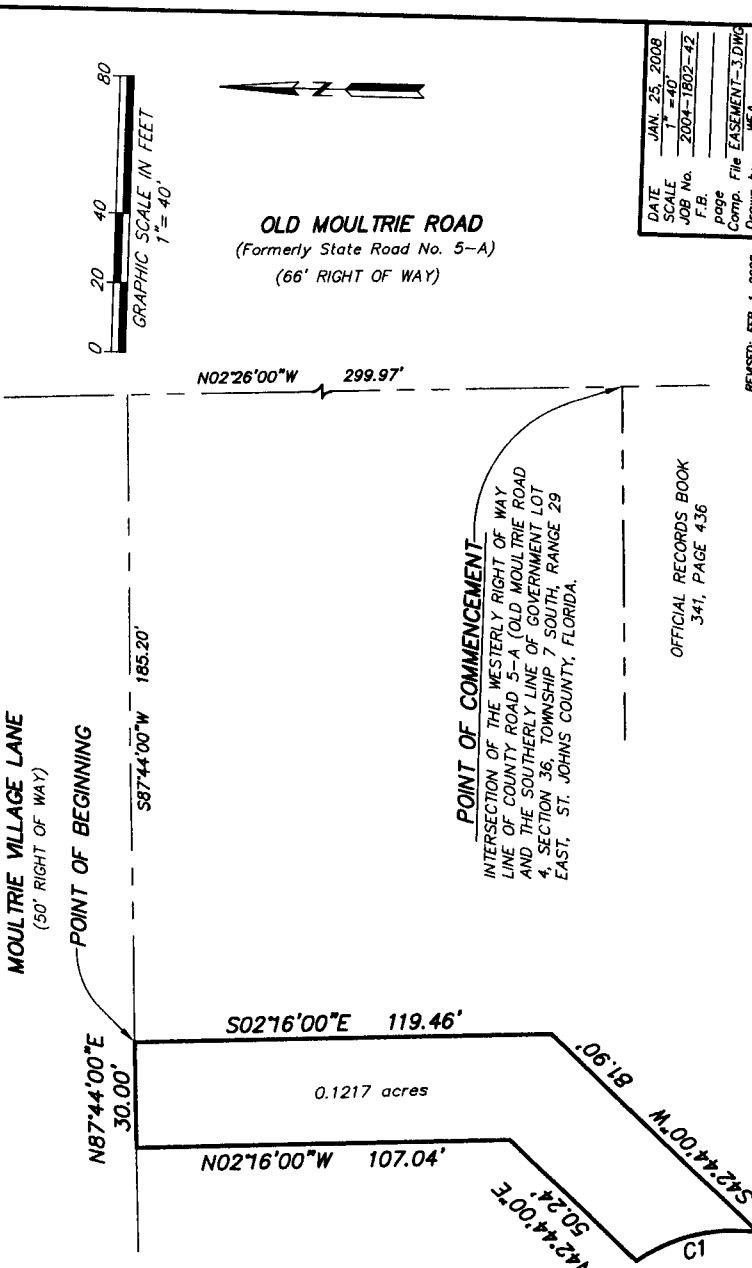 MOULTRIE VILLAGE LANE
(50' RIGHT OF WAY)
POINT OF BEGINNING
S87°44'00"W 185.20'
N87°44'00"E
30.00'
S02°16'00"E 119.46'
0.1217 acres
N02°16'00"W 107.04'
N42°44'00"E
50.24'
81.90'
S42°44'00"W
C1
0 20 40 80
GRAPHIC SCALE IN FEET
1"= 40'
N
OLD MOULTRIE ROAD
(Formerly State Road No. 5-A)
(66' RIGHT OF WAY)
N02°26'00"W 299.97'
POINT OF COMMENCEMENT
INTERSECTION OF THE WESTERLY RIGHT OF WAY
LINE OF COUNTY ROAD 5-A (OLD MOULTRIE ROAD
AND THE SOUTHERLY LINE OF GOVERNMENT LOT
4, SECTION 36, TOWNSHIP 7 SOUTH, RANGE 29
EAST, ST. JOHNS COUNTY, FLORIDA.
OFFICIAL RECORDS BOOK
341, PAGE 436
DATE JAN. 25, 2008
SCALE 1" =40'
JOB No. 2004-1802-42
F.B.
page
Comp. File EASEMENT-3.DWG